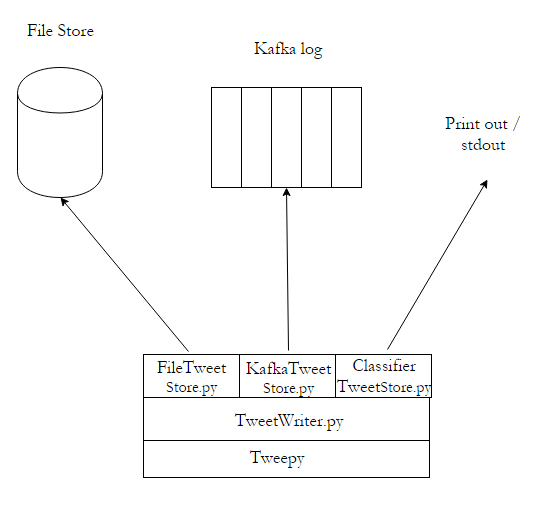 File Store
Kafka log
Print out /
stdout
FileTweet
Store.py
KafkaTweet
Store.py
Classifier
TweetStore.py
TweetWriter.py
Tweepy